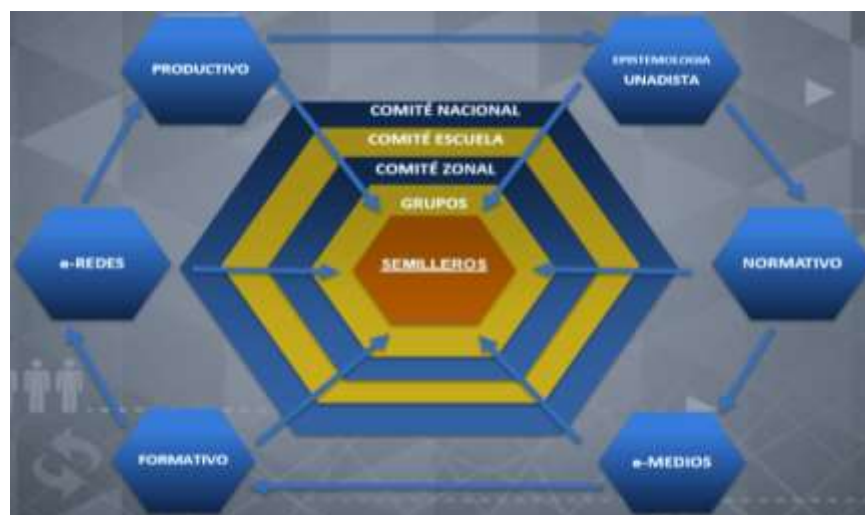 PRODUCTIVO
EPISTEMOLOGIA
UNADISTA
COMITÉ NACIONAL
COMITÉ ESCUELA
COMITÉ ZONAL
GRUPOS
SEMILLEROS
e-REDES
NORMATIVO
FORMATIVO
e-MEDIOS